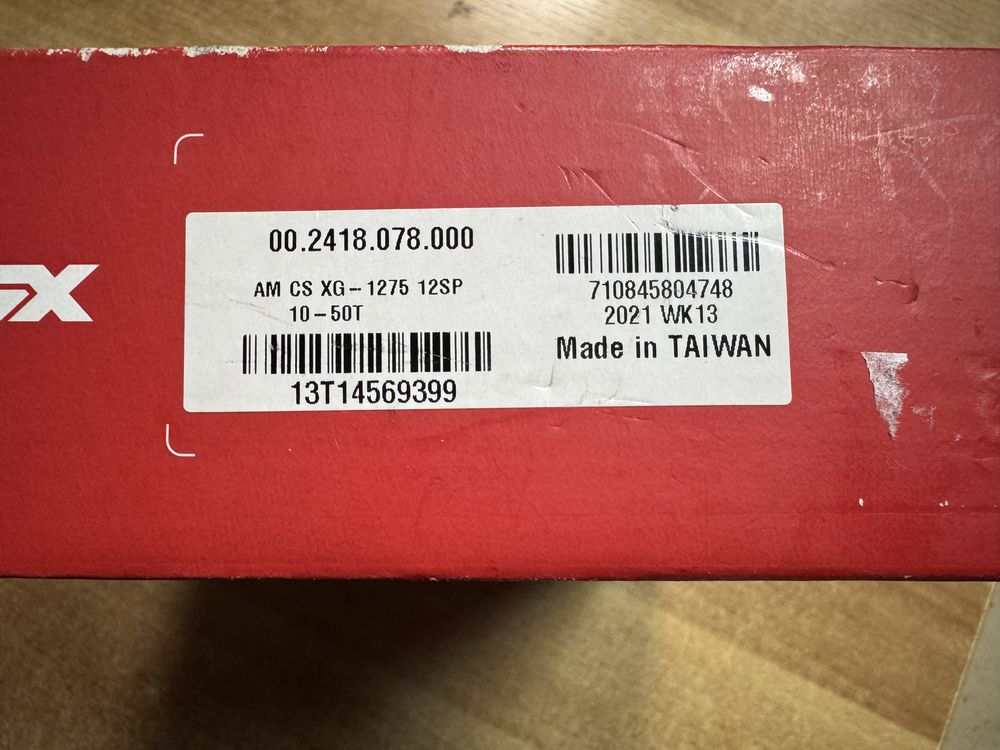 00.2418.078.000
AM CS XG-1275 12SP
10-50T
13T14569399
710845804748
2021 WK13
Made in TAIWAN
X